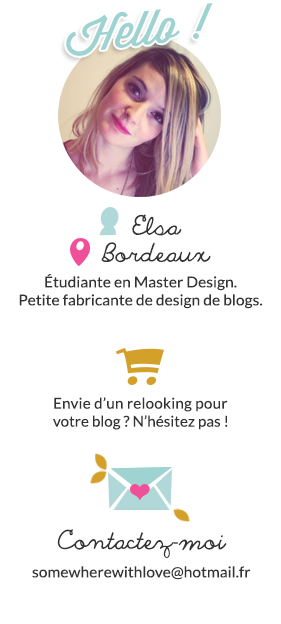 Hello !
Elsa
Bordeaux
Étudiante en Master Design.
Petite fabricante de design de blogs.
Envie d'un relooking pour
votre blog ? N'hésitez pas !
Contactez-moi
somewherewithlove@hotmail.fr